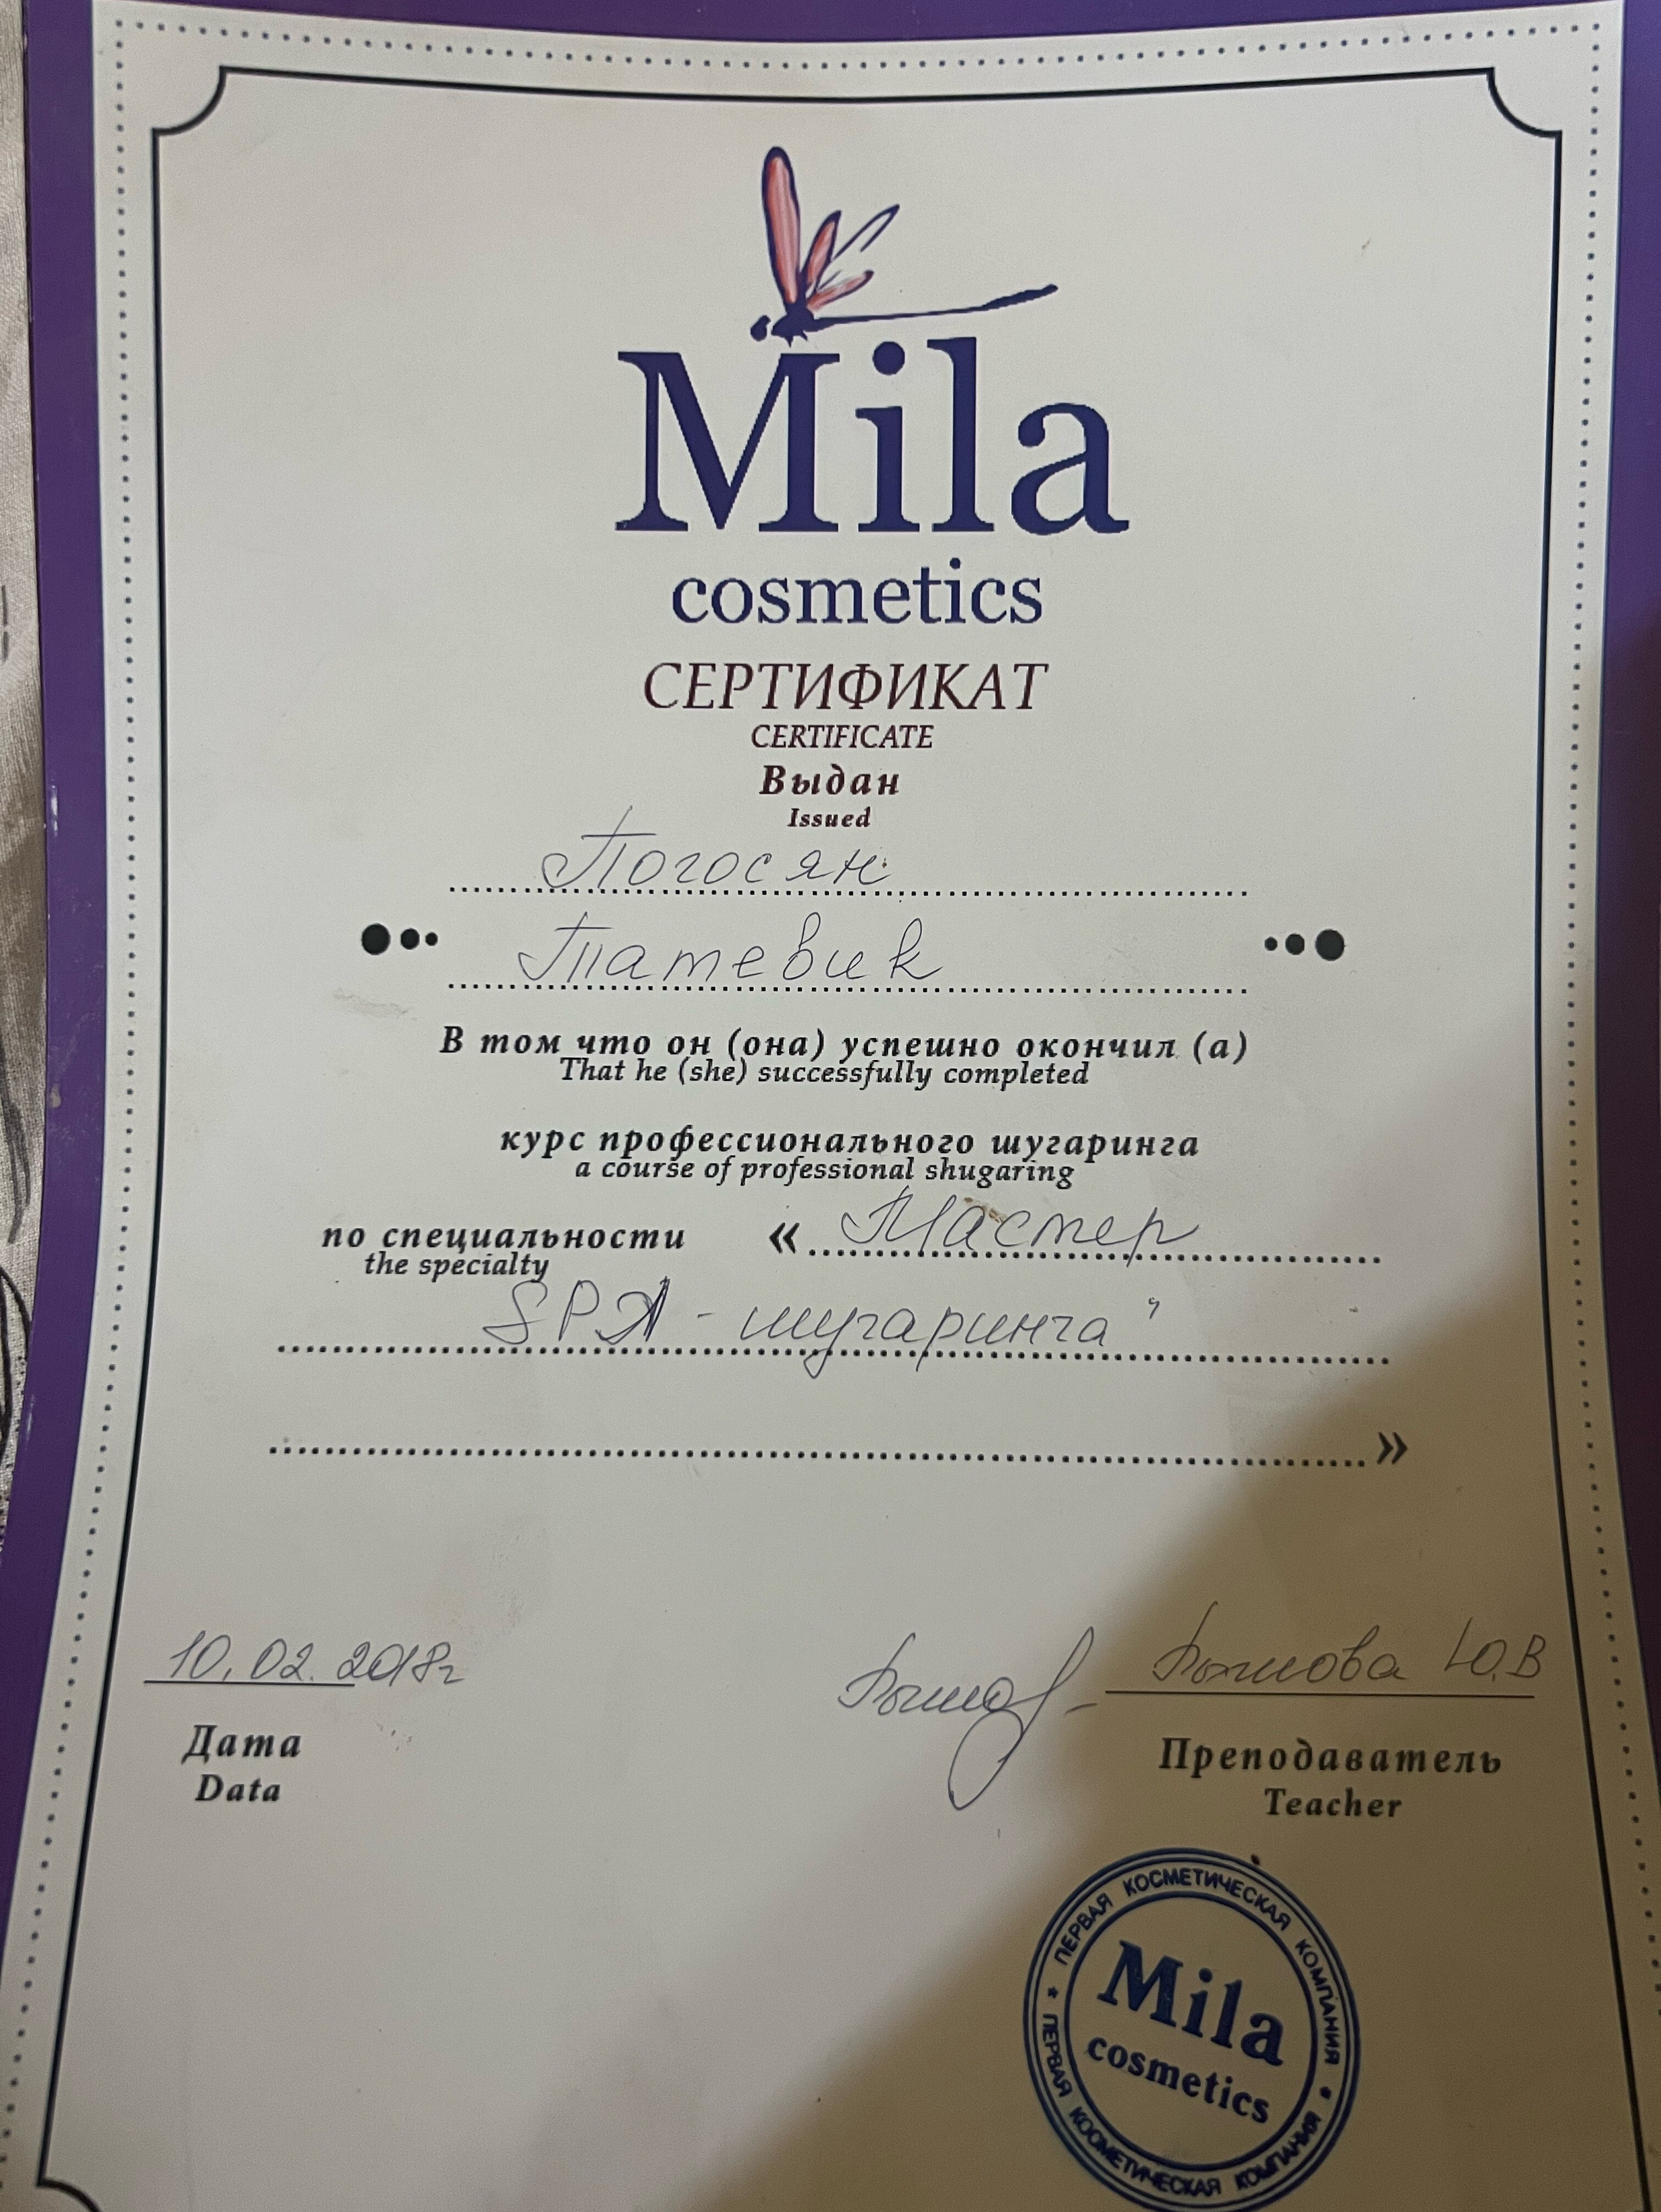 Mila
cosmetics
СЕРТИФИКАТ
CERTIFICATE
Выдан
Issued
Погосян
Татевик
В том что он (она) успешно окончил (а)
That he (she) successfully completed
курс профессионального шугаринга
a course of professional shugaring
по специальности « Мастер
the specialty
SPA - шугаринга"
»
10.02.2018г
Ю.В
Дата
Data
Преподаватель
Teacher
ПЕРВАЯ КОСМЕТИЧЕСКАЯ КОМПАНИЯ
Mila
cosmetics
ПЕРВАЯ КОСМЕТИЧЕСКАЯ КОМПАНИЯ